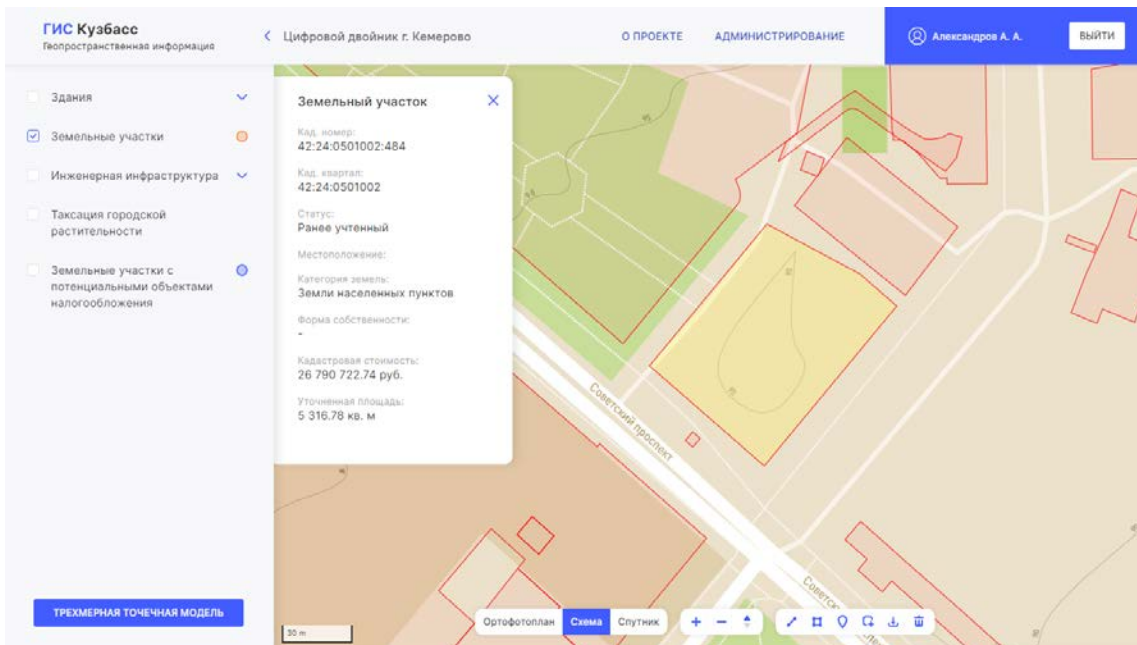 ГИС Кузбасс
Геопространственная информация
Цифровой двойник г. Кемерово
О ПРОЕКТЕ
АДМИНИСТРИРОВАНИЕ
Александров А. А.
ВЫЙТИ
Здания
Земельные участки
Инженерная инфраструктура
Таксация городской
растительности
Земельные участки с
потенциальными объектами
налогообложения
ТРЕХМЕРНАЯ ТОЧЕЧНАЯ МОДЕЛЬ
Земельный участок
Кад. номер:
42:24:0501002:484
Кад. квартал:
42:24:0501002
Статус:
Ранее учтенный
Местоположение:
Категория земель:
Земли населенных пунктов
Форма собственности:
-
Кадастровая стоимость:
26 790 722.74 руб.
Уточненная площадь:
5 316.78 кв. м
Советский проспект
30 m
Ортофотоплан
Схема
Спутник